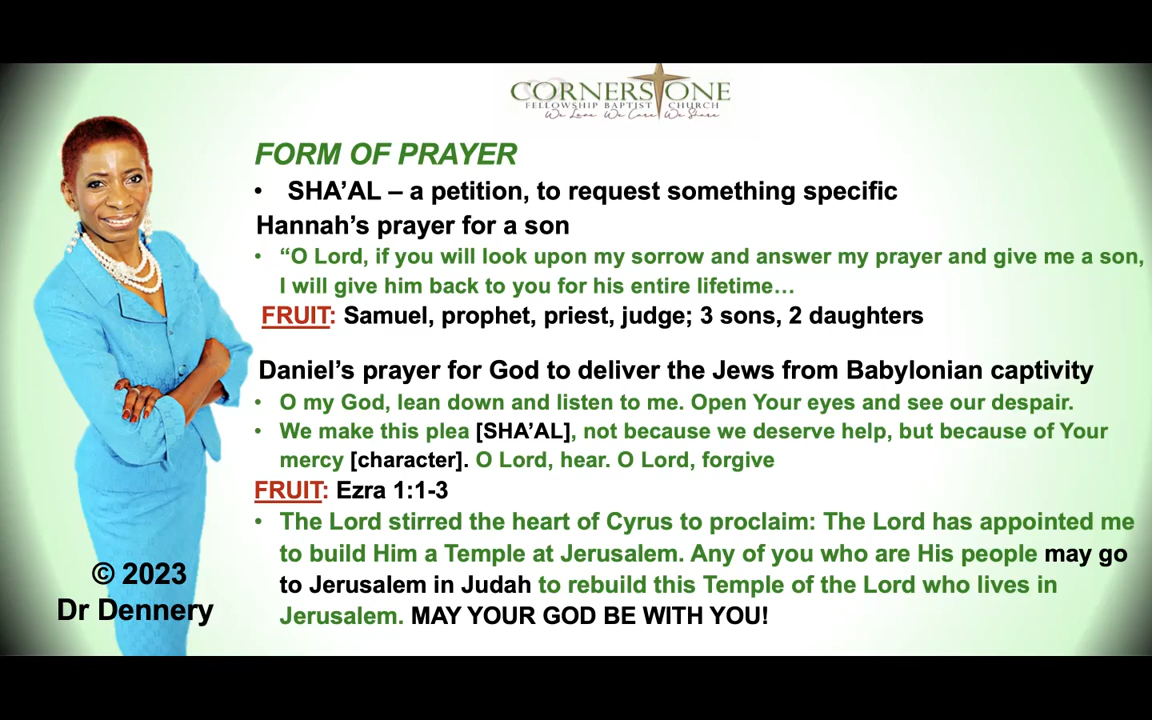 CORNERSTONE
FELLOWSHIP BAPTIST CHURCH
We Love We Care We Share
FORM OF PRAYER
• SHA’AL – a petition, to request something specific
Hannah’s prayer for a son
• “O Lord, if you will look upon my sorrow and answer my prayer and give me a son,
I will give him back to you for his entire lifetime…
FRUIT: Samuel, prophet, priest, judge; 3 sons, 2 daughters
Daniel’s prayer for God to deliver the Jews from Babylonian captivity
• O my God, lean down and listen to me. Open Your eyes and see our despair.
• We make this plea [SHA’AL], not because we deserve help, but because of Your
mercy [character]. O Lord, hear. O Lord, forgive
FRUIT: Ezra 1:1-3
• The Lord stirred the heart of Cyrus to proclaim: The Lord has appointed me
to build Him a Temple at Jerusalem. Any of you who are His people may go
to Jerusalem in Judah to rebuild this Temple of the Lord who lives in
Jerusalem. MAY YOUR GOD BE WITH YOU!
© 2023
Dr Dennery